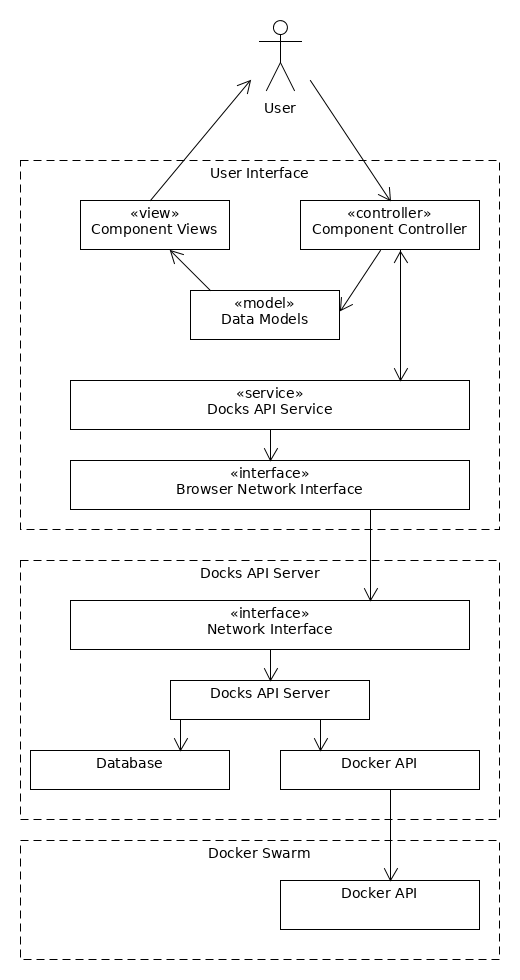 User
User Interface
«view»
Component Views
«controller»
Component Controller
«model»
Data Models
«service»
Docks API Service
«interface»
Browser Network Interface
Docks API Server
«interface»
Network Interface
Docks API Server
Database
Docker API
Docker Swarm
Docker API